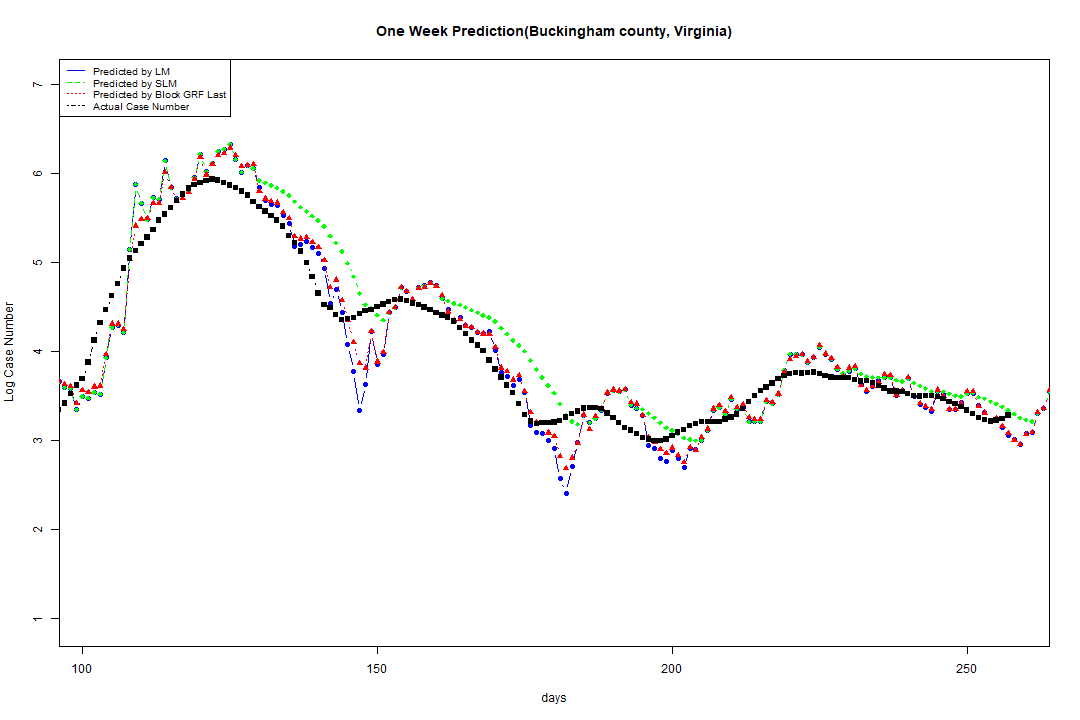 One Week Prediction(Buckingham county, Virginia)
Predicted by LM
Predicted by SLM
Predicted by Block GRF Last
Actual Case Number
7
6
5
4
3
2
1
Log Case Number
100 150 200 250
days